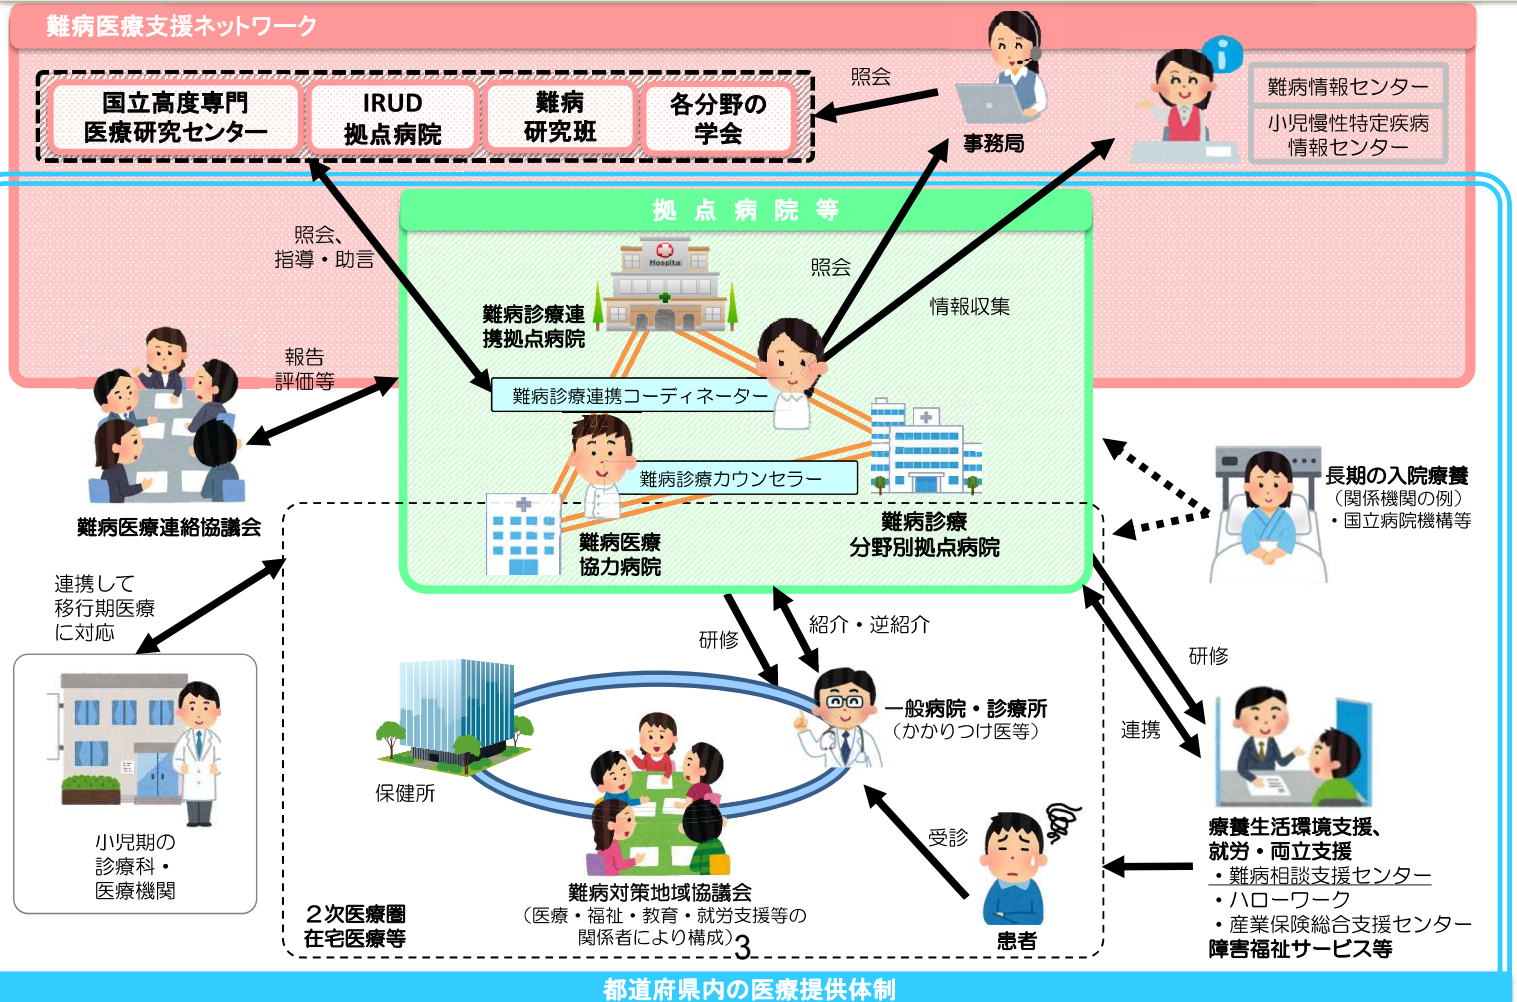 難病医療支援ネットワーク
国立高度専門
医療研究センター
IRUD
拠点病院
難病
研究班
各分野の
学会
照会
事務局
i
難病情報センター
小児慢性特定疾病
情報センター
拠点病院等
照会、
指導・助言
Hospital
難病診療連
携拠点病院
照会
情報収集
報告
評価等
難病診療連携コーディネーター
難病診療カウンセラー
難病医療連絡協議会
難病医療
協力病院
難病診療
分野別拠点病院
長期の入院療養
（関係機関の例）
・国立病院機構等
連携して
移行期医療
に対応
研修
紹介・逆紹介
研修
連携
一般病院・診療所
（かかりつけ医等）
保健所
小児期の
診療科・
医療機関
受診
難病対策地域協議会
（医療・福祉・教育・就労支援等の
関係者により構成）
3
2次医療圏
在宅医療等
患者
療養生活環境支援、
就労・両立支援
・難病相談支援センター
・ハローワーク
・産業保険総合支援センター
障害福祉サービス等
都道府県内の医療提供体制